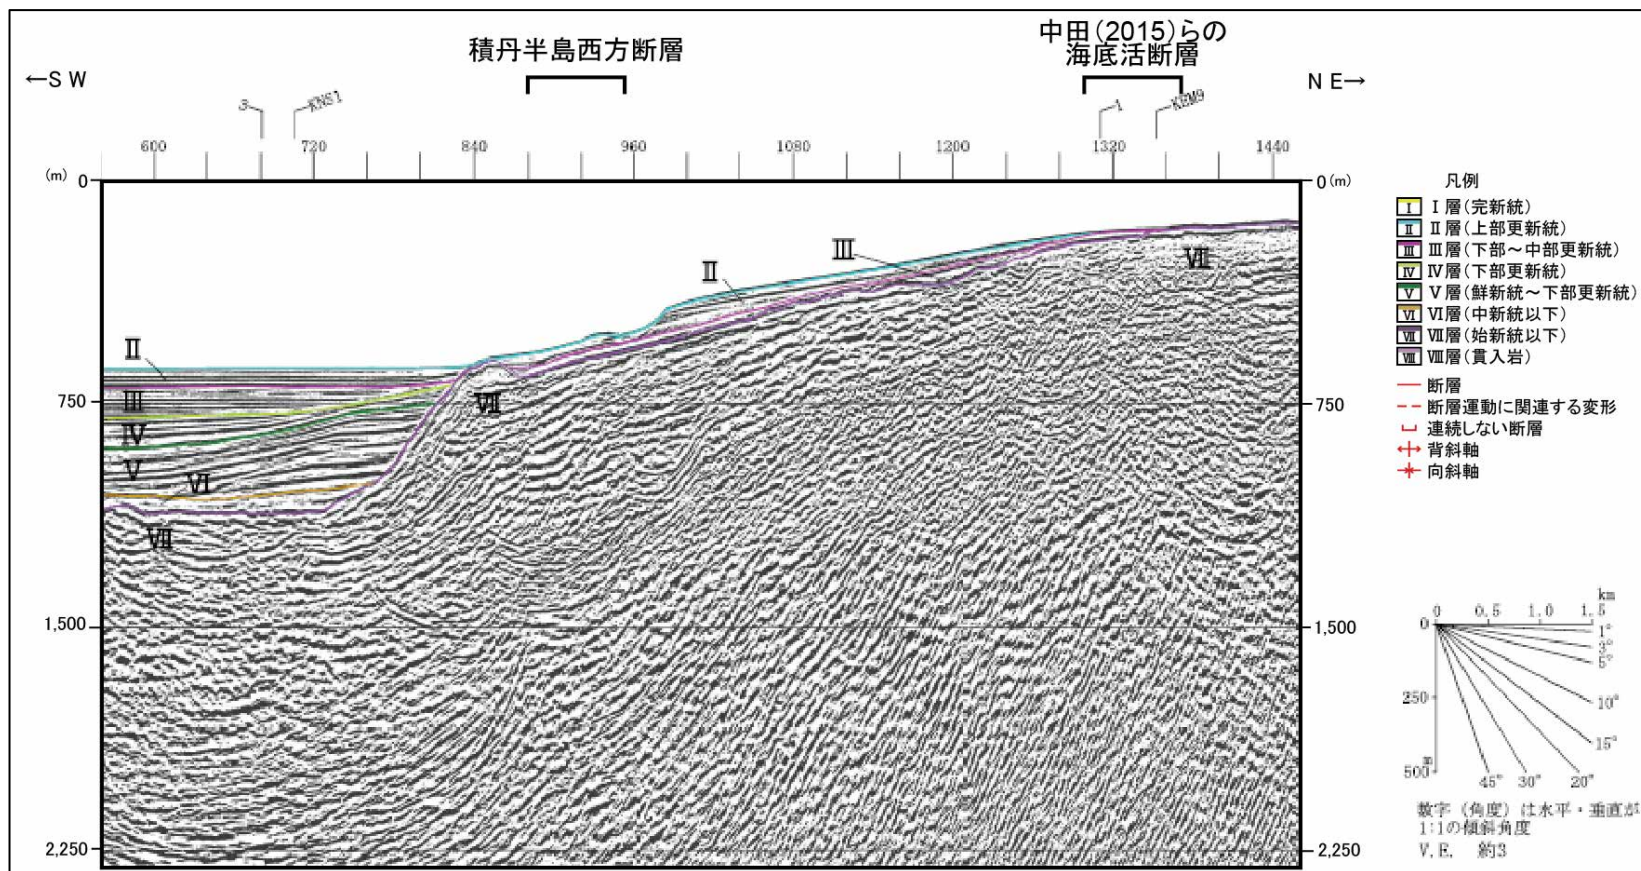 積丹半島西方断層
中田(2015)らの
海底活断層
←S W
N E→
3
KNS1
1
KEM9
600
720
840
960
1080
1200
1320
1440
(m)
0
0(m)
750
750
1,500
1,500
2,250
2,250
Ⅱ
Ⅲ
Ⅳ
Ⅴ
Ⅵ
Ⅶ
Ⅶ
Ⅱ
Ⅲ
Ⅶ
凡例
Ⅰ Ⅰ層(完新統)
Ⅱ Ⅱ層(上部更新統)
Ⅲ Ⅲ層(下部～中部更新統)
Ⅳ Ⅳ層(下部更新統)
Ⅴ Ⅴ層(鮮新統～下部更新統)
Ⅵ Ⅵ層(中新統以下)
Ⅶ Ⅶ層(始新統以下)
Ⅷ Ⅷ層(貫入岩)
断層
断層運動に関連する変形
連続しない断層
背斜軸
向斜軸
km
0 0.5 1.0 1.5
0
250
m
500
1°
3°
5°
10°
15°
45° 30° 20°
数字(角度)は水平・垂直が
1:1の傾斜角度
V.E. 約3